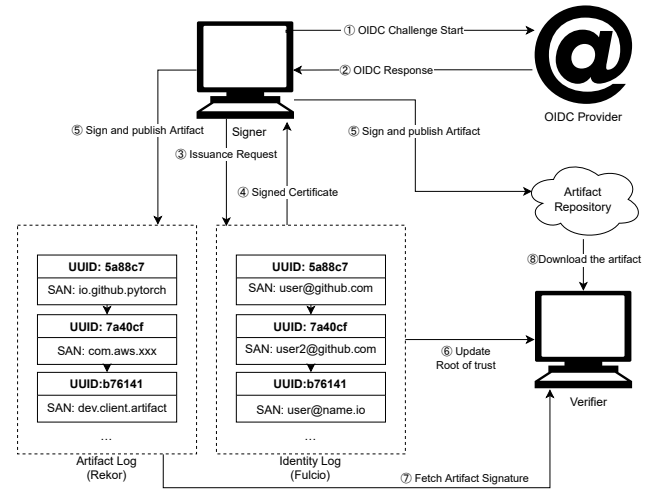 ① OIDC Challenge Start
② OIDC Response
OIDC Provider
Signer
⑤ Sign and publish Artifact
⑤ Sign and publish Artifact
③ Issuance Request
④ Signed Certificate
Artifact
Repository
⑧Download the artifact
UUID: 5a88c7
SAN: io.github.pytorch
UUID: 7a40cf
SAN: com.aws.xxx
UUID:b76141
SAN: dev.client.artifact
...
Artifact Log
(Rekor)
UUID: 5a88c7
SAN: user@github.com
UUID: 7a40cf
SAN: user2@github.com
UUID:b76141
SAN: user@name.io
...
Identity Log
(Fulcio)
⑥ Update
Root of trust
Verifier
⑦ Fetch Artifact Signature